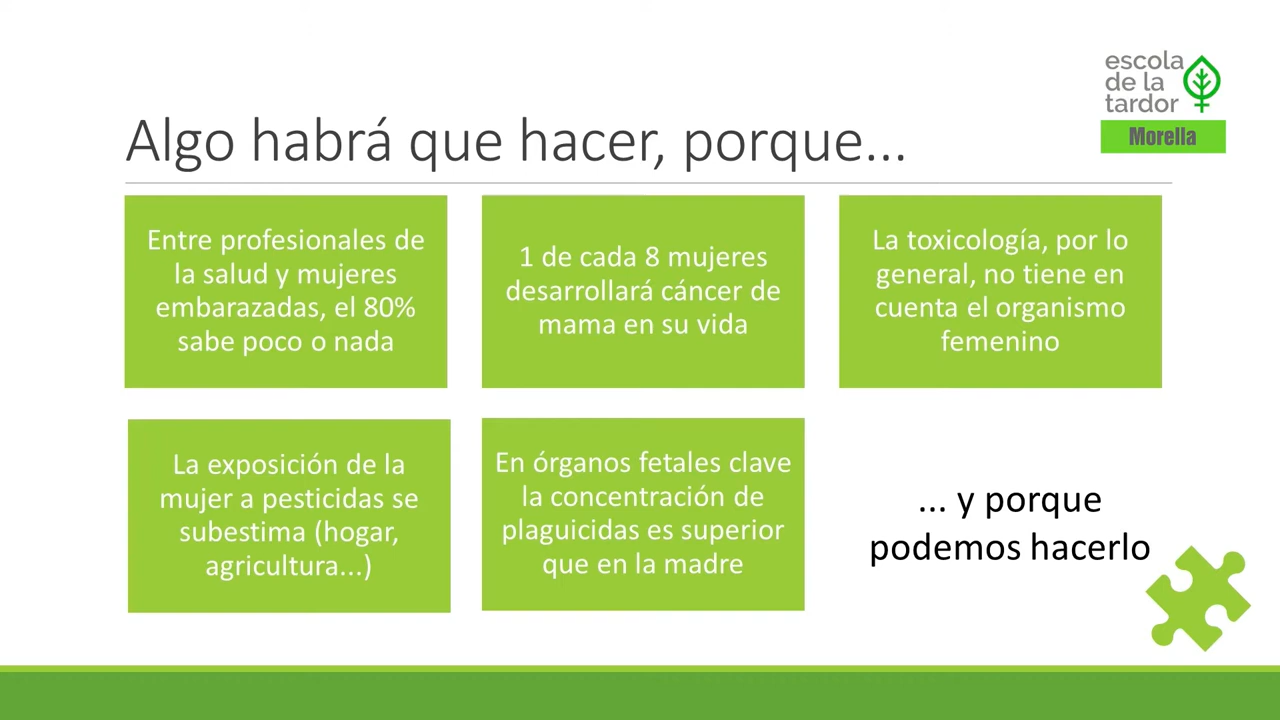 escola
de la
tardor
Morella
Algo habrá que hacer, porque...
Entre profesionales de
la salud y mujeres
embarazadas, el 80%
sabe poco o nada
1 de cada 8 mujeres
desarrollará cáncer de
mama en su vida
La toxicología, por lo
general, no tiene en
cuenta el organismo
femenino
La exposición de la
mujer a pesticidas se
subestima (hogar,
agricultura...)
En órganos fetales clave
la concentración de
plaguicidas es superior
que en la madre
... y porque
podemos hacerlo